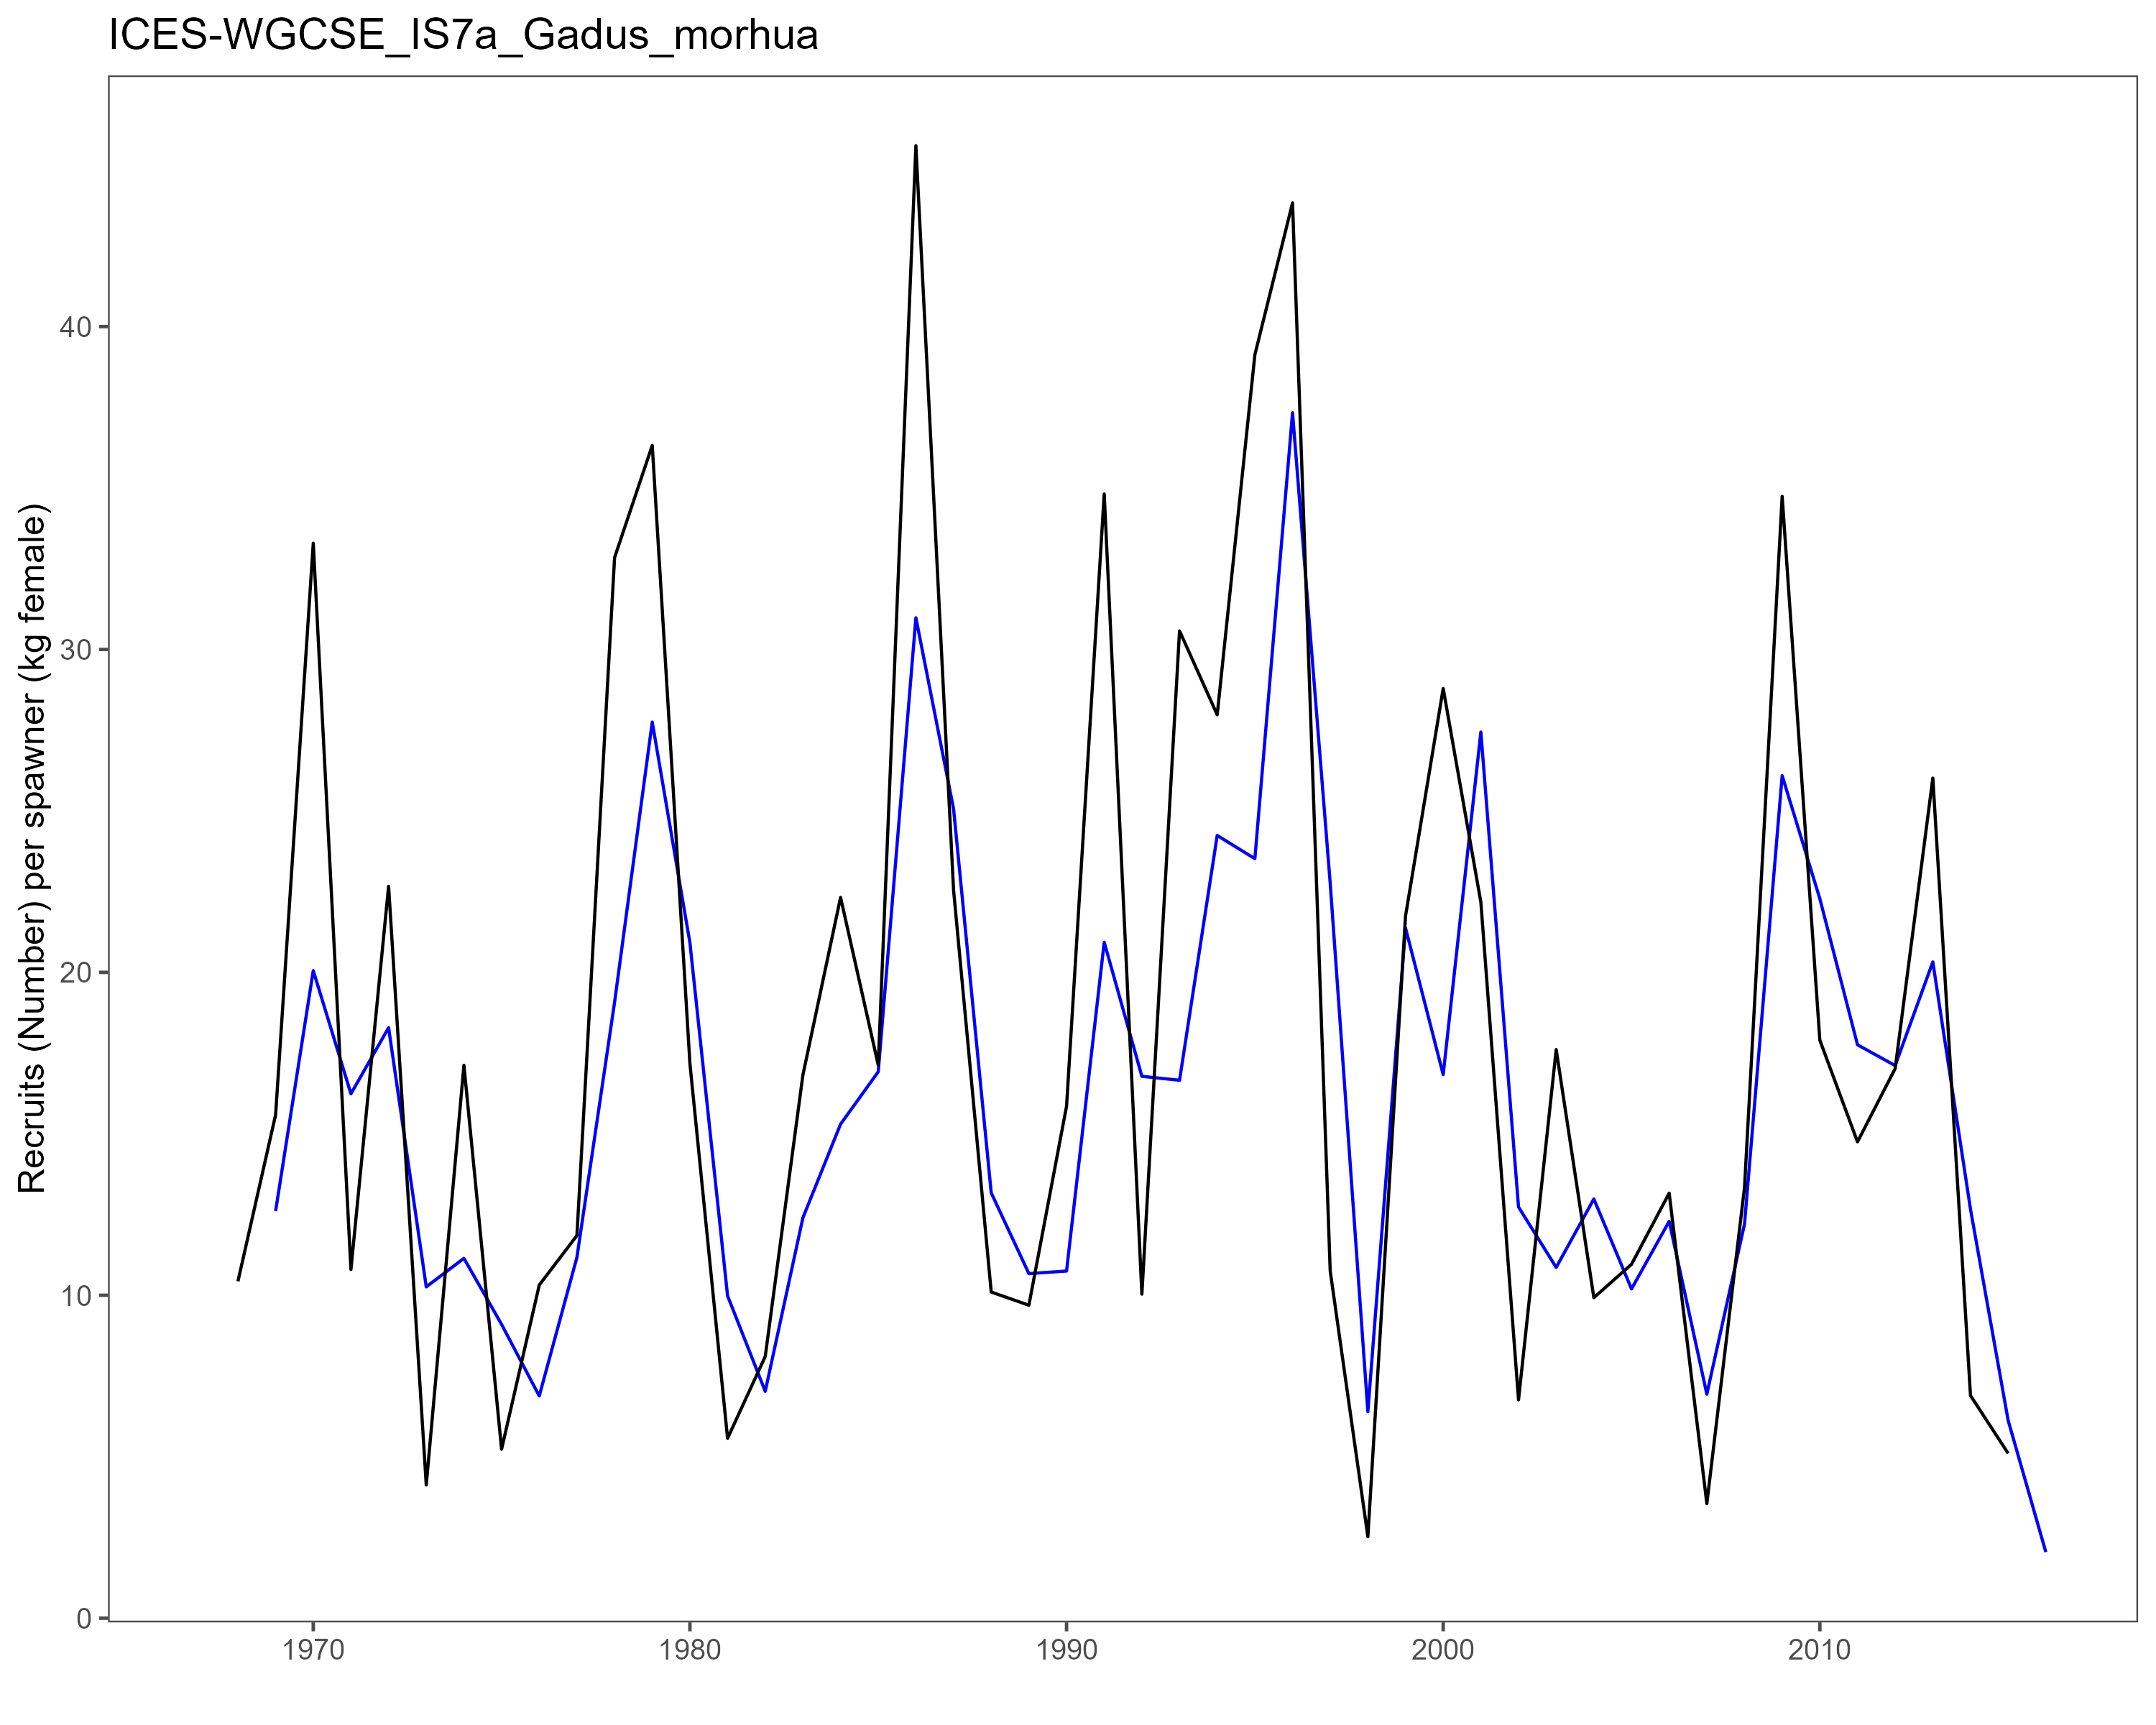 ICES-WGCSE_IS7a_Gadus_morhua
Recruits (Number) per spawner (kg female)
40
30
20
10
0
1970 1980 1990 2000 2010